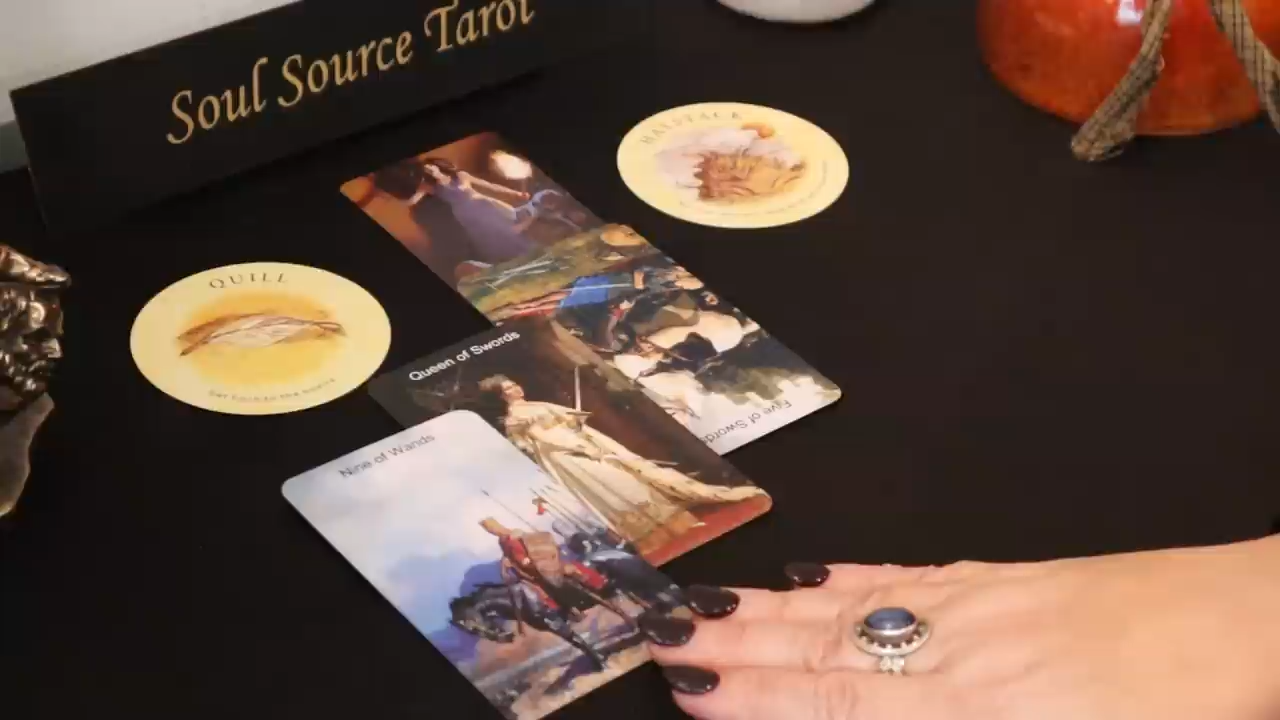 Soul Source Tarot
HAYSTACK
QUILL
Queen of Swords
Five of Swords
Nine of Wands